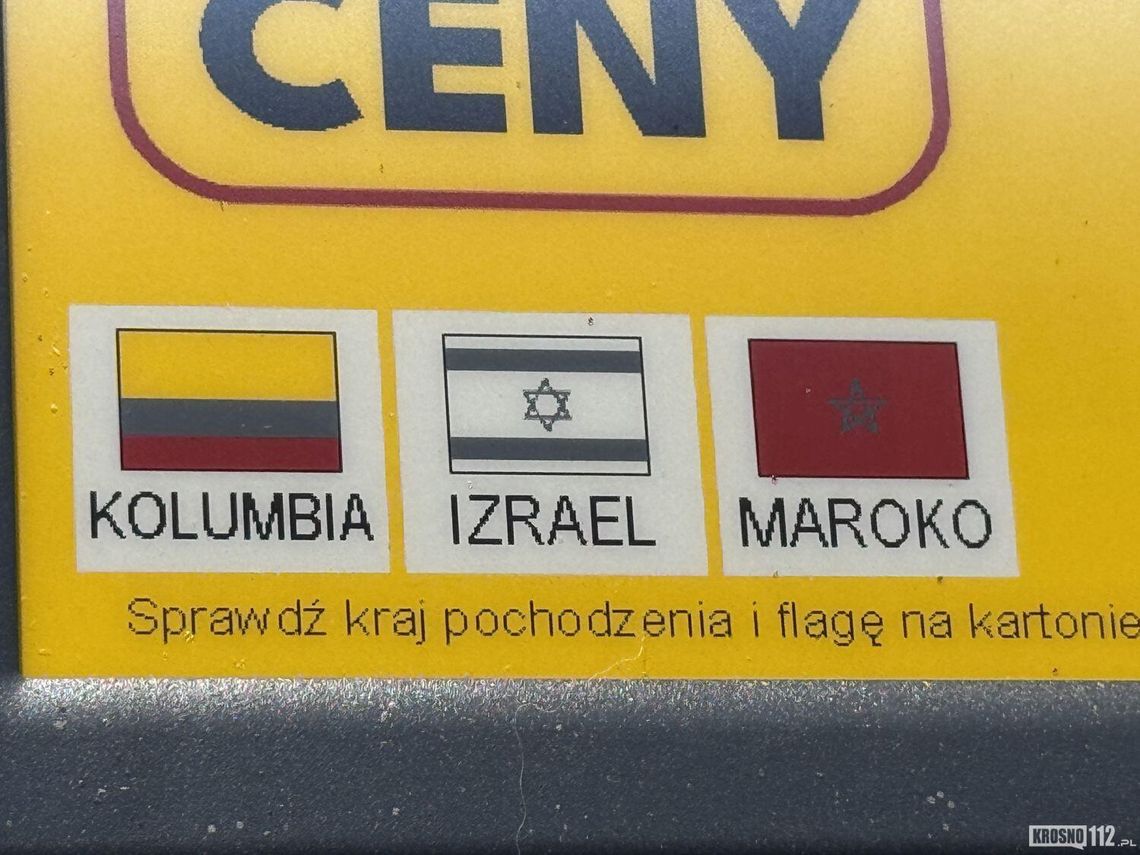 CENY
KOLUMBIA IZRAEL MAROKO
Sprawdź kraj pochodzenia i flagę na kartonie
KROSNO112.PL